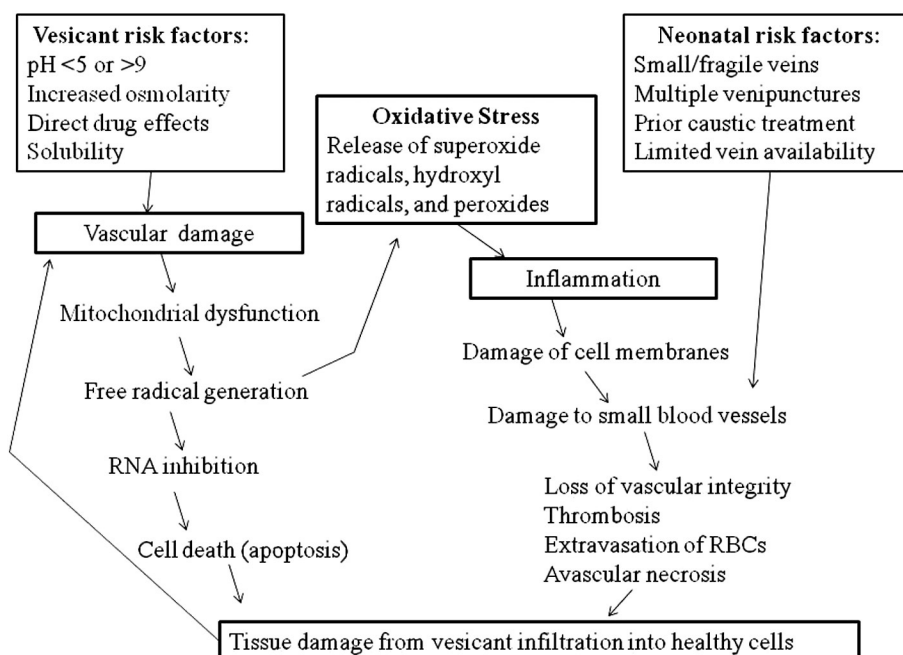 Vesicant risk factors:
pH <5 or >9
Increased osmolarity
Direct drug effects
Solubility
Oxidative Stress
Release of superoxide
radicals, hydroxyl
radicals, and peroxides
Neonatal risk factors:
Small/fragile veins
Multiple venipunctures
Prior caustic treatment
Limited vein availability
Vascular damage
Mitochondrial dysfunction
Free radical generation
RNA inhibition
Cell death (apoptosis)
Inflammation
Damage of cell membranes
Damage to small blood vessels
Loss of vascular integrity
Thrombosis
Extravasation of RBCs
Avascular necrosis
Tissue damage from vesicant infiltration into healthy cells